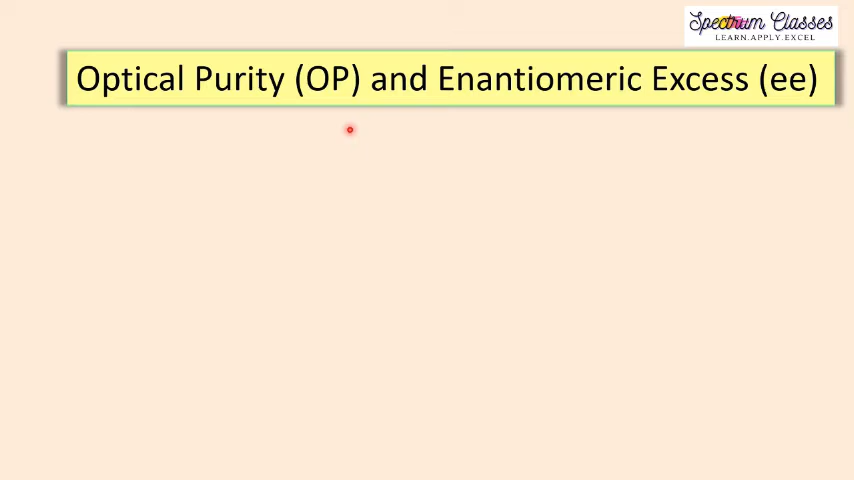 Spectrum Classes
LEARN.APPLY.EXCEL
Optical Purity (OP) and Enantiomeric Excess (ee)